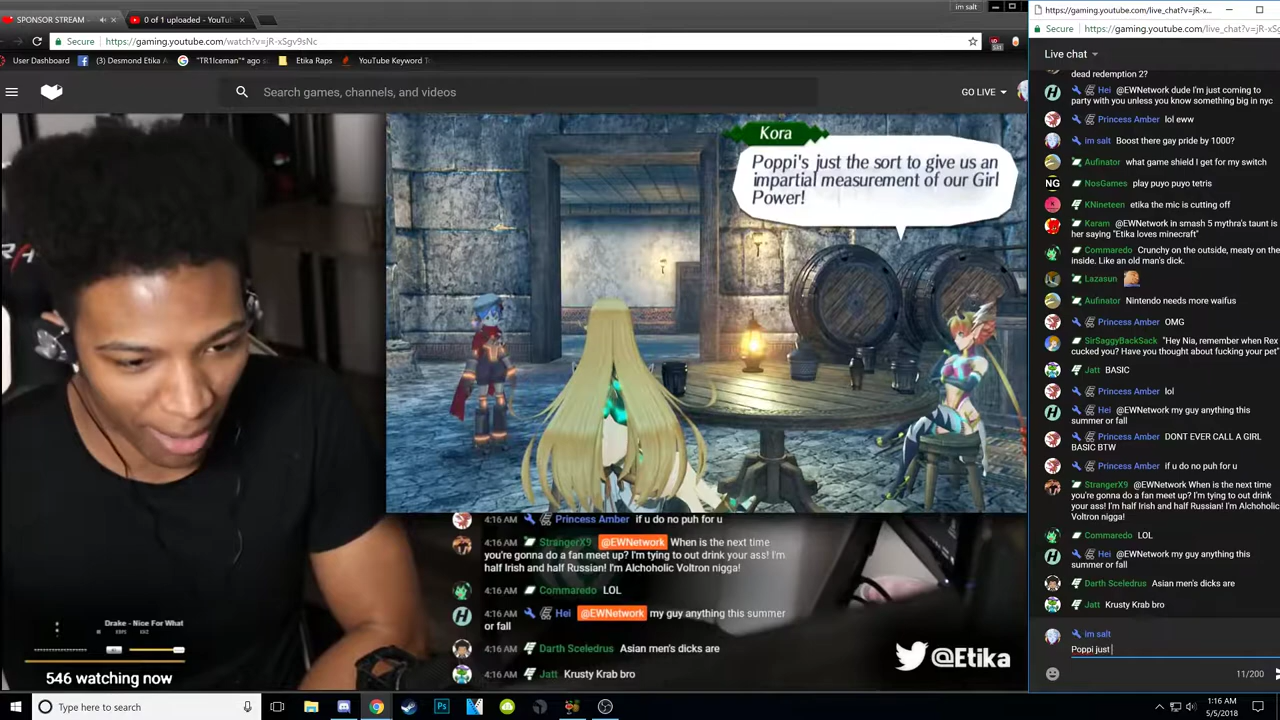 SPONSOR STREAM
0 of 1 uploaded - YouTu
im salt
Secure
https://gaming.youtube.com/watch?v=jR-xSgv9sNc
User Dashboard
(3) Desmond Etika A
"TR1Iceman"* ago s
Etika Raps
YouTube Keyword To
Search games, channels, and videos
GO LIVE
Kora
Poppi's just the sort to give us an
impartial measurement of our Girl
Power!
4:16 AM Princess Amber if u do no puh for u
4:16 AM StrangerX9 @EWNetwork When is the next time
you're gonna do a fan meet up? I'm tying to out drink your ass! I'm
half Irish and half Russian! I'm Alchoholic Voltron nigga!
4:16 AM Commaredo LOL
4:16 AM Hei @EWNetwork my guy anything this summer
or fall
4:16 AM Darth Sceledrus Asian men's dicks are
4:16 AM Jatt Krusty Krab bro
Drake - Nice For What
546 watching now
@Etika
https://gaming.youtube.com/live_chat?v=jR-x...
Secure
https://gaming.youtube.com/live_chat?v=jR-xSg
Live chat
dead redemption 2?
Hei @EWNetwork dude I'm just coming to
party with you unless you know something big in nyc
Princess Amber lol eww
im salt Boost there gay pride by 1000?
Aufinator what game shield I get for my switch
NG NosGames play puyo puyo tetris
K KNineteen etika the mic is cutting off
Karam @EWNetwork in smash 5 mythra's taunt is
her saying "Etika loves minecraft"
Commaredo Crunchy on the outside, meaty on the
inside. Like an old man's dick.
Lazasun
Aufinator Nintendo needs more waifus
Princess Amber OMG
SirSaggyBackSack "Hey Nia, remember when Rex
cucked you? Have you thought about fucking your pet"
Jatt BASIC
Princess Amber lol
Hei @EWNetwork my guy anything this
summer or fall
Princess Amber DONT EVER CALL A GIRL
BASIC BTW
Princess Amber if u do no puh for u
StrangerX9 @EWNetwork When is the next time
you're gonna do a fan meet up? I'm tying to out drink
your ass! I'm half Irish and half Russian! I'm Alchoholic
Voltron nigga!
Commaredo LOL
Hei @EWNetwork my guy anything this
summer or fall
Darth Sceledrus Asian men's dicks are
Jatt Krusty Krab bro
im salt
Poppi just
11/200
Type here to search
1:16 AM
5/5/2018